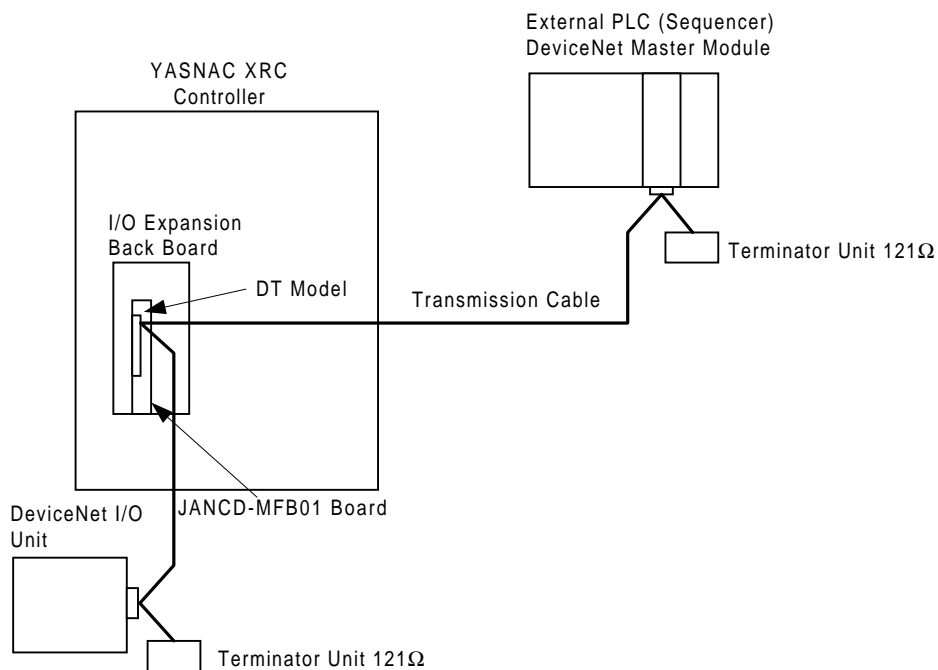 External PLC (Sequencer)
DeviceNet Master Module
YASNAC XRC
Controller
I/O Expansion
Back Board
Terminator Unit 121Ω
DT Model
Transmission Cable
JANCD-MFB01 Board
DeviceNet I/O
Unit
Terminator Unit 121Ω